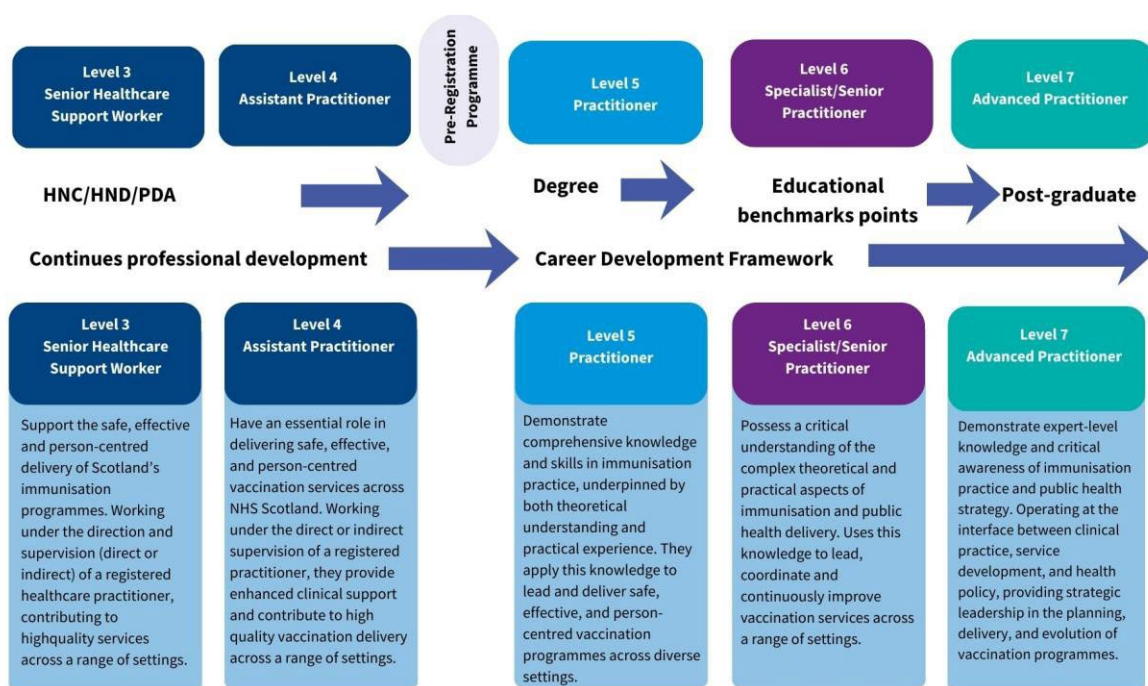 Level 3
Senior Healthcare
Support Worker
Level 4
Assistant Practitioner
Pre-Registration
Programme
Level 5
Practitioner
Level 6
Specialist/Senior
Practitioner
Level 7
Advanced Practitioner
HNC/HND/PDA
Degree
Educational
benchmarks points
Post-graduate
Continues professional development
Career Development Framework
Level 3
Senior Healthcare
Support Worker
Support the safe, effective
and person-centred
delivery of Scotland's
immunisation
programmes. Working
under the direction and
supervision (direct or
indirect) of a registered
healthcare practitioner,
contributing to
highquality services
across a range of settings.
Level 4
Assistant Practitioner
Have an essential role in
delivering safe, effective,
and person-centred
vaccination services across
NHS Scotland. Working
under the direct or indirect
supervision of a registered
practitioner, they provide
enhanced clinical support
and contribute to high
quality vaccination delivery
across a range of settings.
Level 5
Practitioner
Demonstrate
comprehensive knowledge
and skills in immunisation
practice, underpinned by
both theoretical
understanding and
practical experience. They
apply this knowledge to
lead and deliver safe,
effective, and person-
centred vaccination
programmes across diverse
settings.
Level 6
Specialist/Senior
Practitioner
Possess a critical
understanding of the
complex theoretical and
practical aspects of
immunisation and public
health delivery. Uses this
knowledge to lead,
coordinate and
continuously improve
vaccination services across
a range of settings.
Level 7
Advanced Practitioner
Demonstrate expert-level
knowledge and critical
awareness of immunisation
practice and public health
strategy. Operating at the
interface between clinical
practice, service
development, and health
policy, providing strategic
leadership in the planning,
delivery, and evolution of
vaccination programmes.